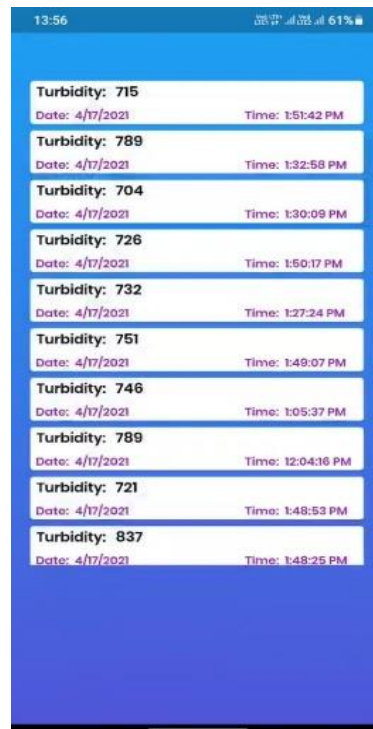 13:56 61%
Turbidity: 715
Date: 4/17/2021 Time: 1:51:42 PM
Turbidity: 789
Date: 4/17/2021 Time: 1:32:58 PM
Turbidity: 704
Date: 4/17/2021 Time: 1:30:09 PM
Turbidity: 726
Date: 4/17/2021 Time: 1:50:17 PM
Turbidity: 732
Date: 4/17/2021 Time: 1:27:24 PM
Turbidity: 751
Date: 4/17/2021 Time: 1:49:07 PM
Turbidity: 746
Date: 4/17/2021 Time: 1:05:37 PM
Turbidity: 789
Date: 4/17/2021 Time: 12:04:16 PM
Turbidity: 721
Date: 4/17/2021 Time: 1:48:53 PM
Turbidity: 837
Date: 4/17/2021 Time: 1:48:25 PM